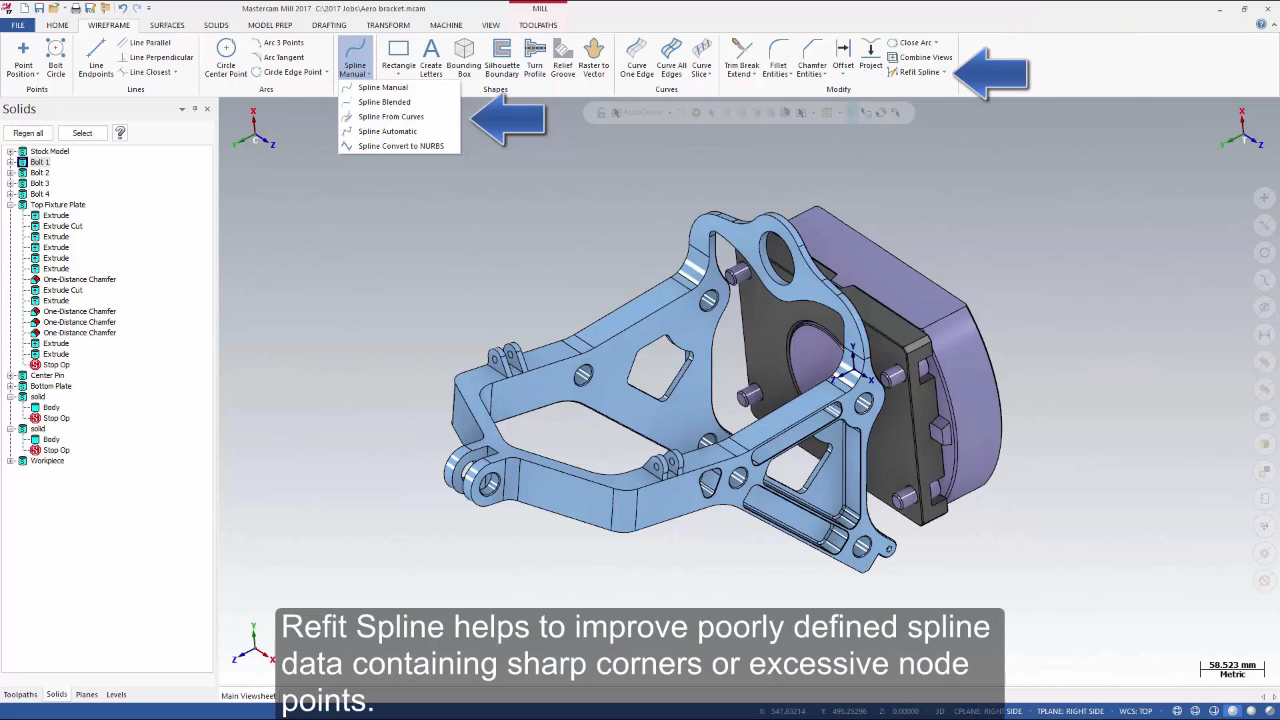 Mastercam Mill 2017 C:\2017 Jobs\Aero bracket.mcam
MILL
FILE HOME WIREFRAME SURFACES SOLIDS MODEL PREP DRAFTING TRANSFORM MACHINE VIEW TOOLPATHS
Point Position
Bolt Circle
Points
Line Endpoints
Line Parallel
Line Perpendicular
Line Closest
Lines
Circle Center Point
Arc 3 Points
Arc Tangent
Circle Edge Point
Arcs
Spline Manual
Rectangle
Create Letters
Bounding Box
Silhouette Boundary
Turn Profile
Relief Groove
Raster to Vector
Shapes
Curve One Edge
Curve All Edges
Curve Slice
Curves
Trim Break Extend
Fillet Entities
Chamfer Entities
Offset
Project
Close Arc
Combine Views
Refit Spline
Modify
Spline Manual
Spline Blended
Spline From Curves
Spline Automatic
Spline Convert to NURBS
Solids
Regen all Select
Stock Model
Bolt 1
Bolt 2
Bolt 3
Bolt 4
Top Fixture Plate
Extrude
Extrude Cut
Extrude
Extrude
Extrude
Extrude
One-Distance Chamfer
Extrude Cut
Extrude
One-Distance Chamfer
One-Distance Chamfer
One-Distance Chamfer
Extrude
Extrude
Stop Op
Center Pin
Bottom Plate
solid
Body
Stop Op
solid
Body
Stop Op
Workpiece
X
Y C Z
X
Y T Z
Y
Z X
Y
Z X
Refit Spline helps to improve poorly defined spline
data containing sharp corners or excessive node
points.
58.523 mm
Metric
Toolpaths Solids Planes Levels
Main Viewsheet
X: 547.83214 Y: 495.25296 Z: 0.00000 3D CPLANE: RIGHT SIDE TPLANE: RIGHT SIDE WCS: TOP